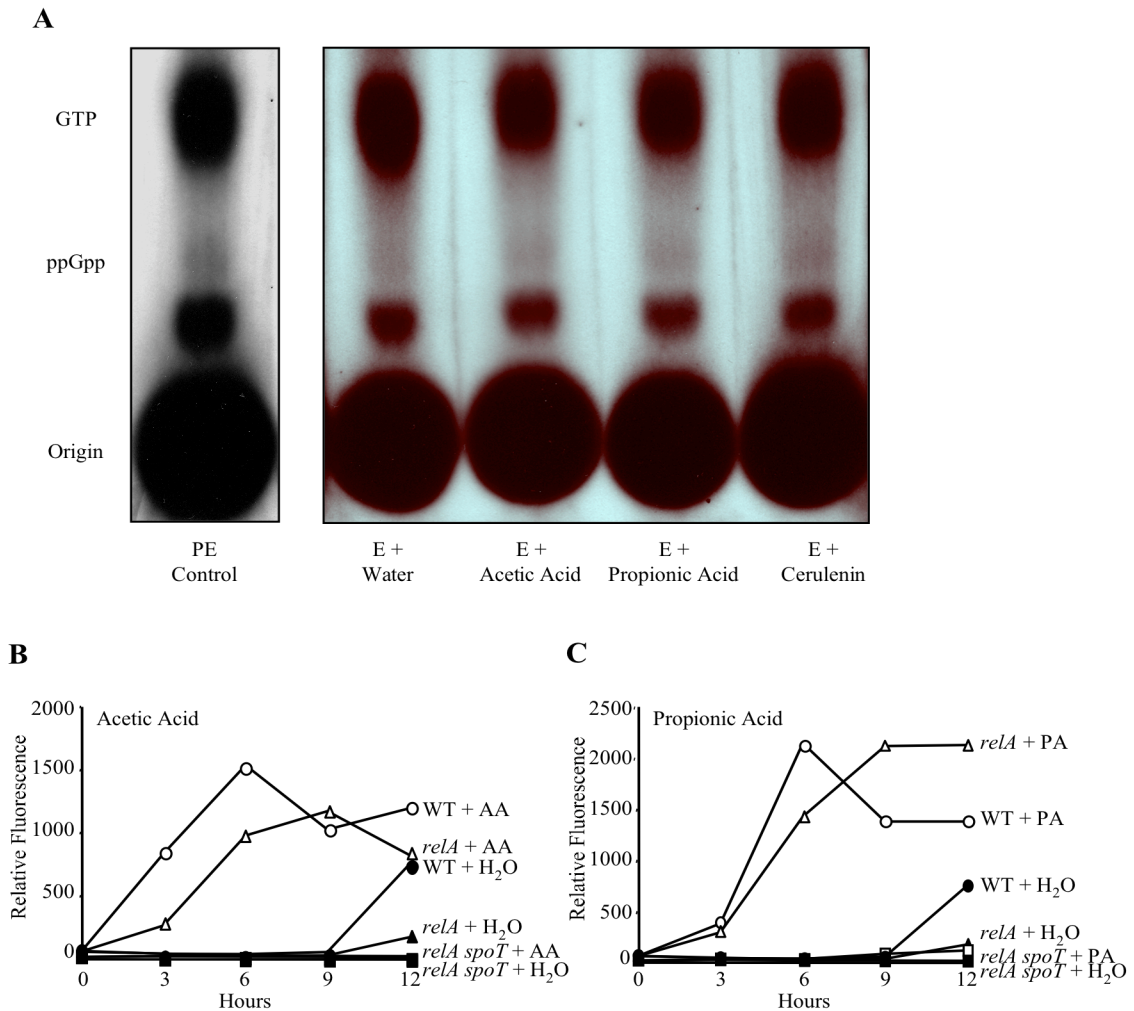 A
GTP
ppGpp
Origin
PE
Control
E +
Water
E +
Acetic Acid
E +
Propionic Acid
E +
Cerulenin
B
Acetic Acid
Relative Fluorescence
2000
1500
1000
500
0
0
3
6
9
12
Hours
WT + AA
relA + AA
WT + H₂O
relA + H₂O
relA spoT + AA
relA spoT + H₂O
C
Propionic Acid
Relative Fluorescence
2500
2000
1500
1000
500
0
0
3
6
9
12
Hours
relA + PA
WT + PA
WT + H₂O
relA + H₂O
relA spoT + PA
relA spoT + H₂O